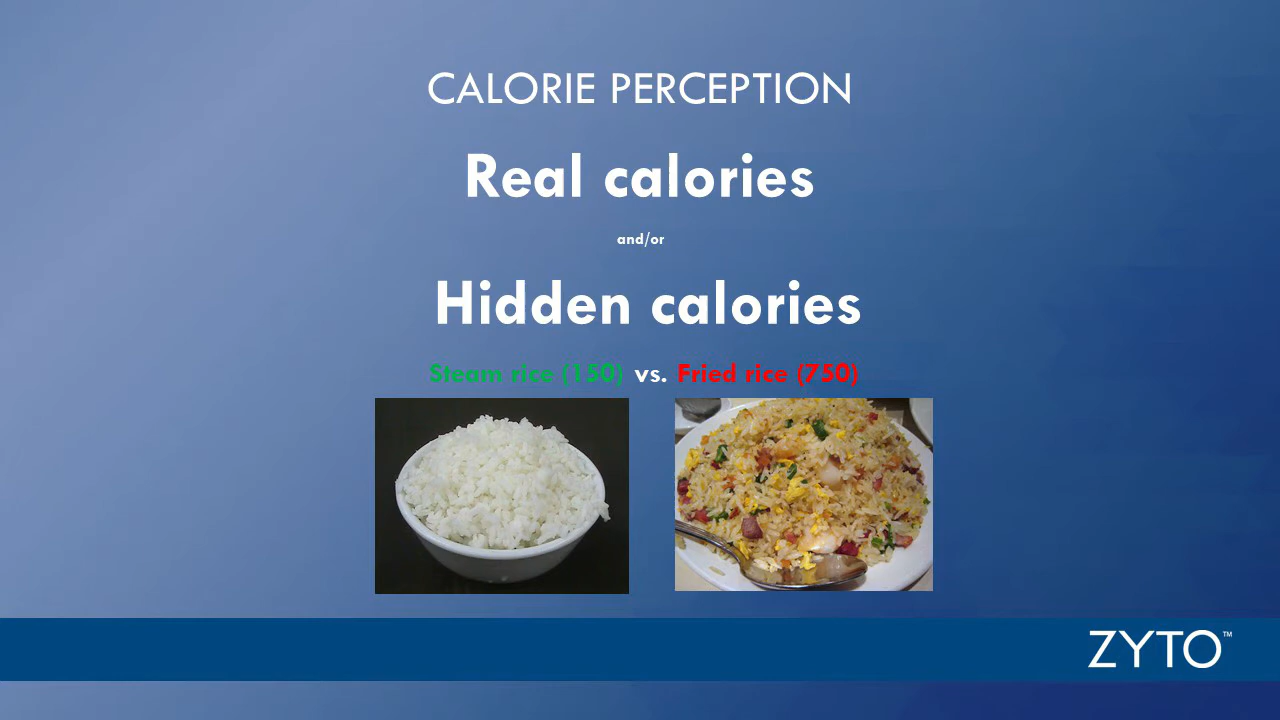 CALORIE PERCEPTION
Real calories
and/or
Hidden calories
Steam rice (150) vs. Fried rice (750)
ZYTO™